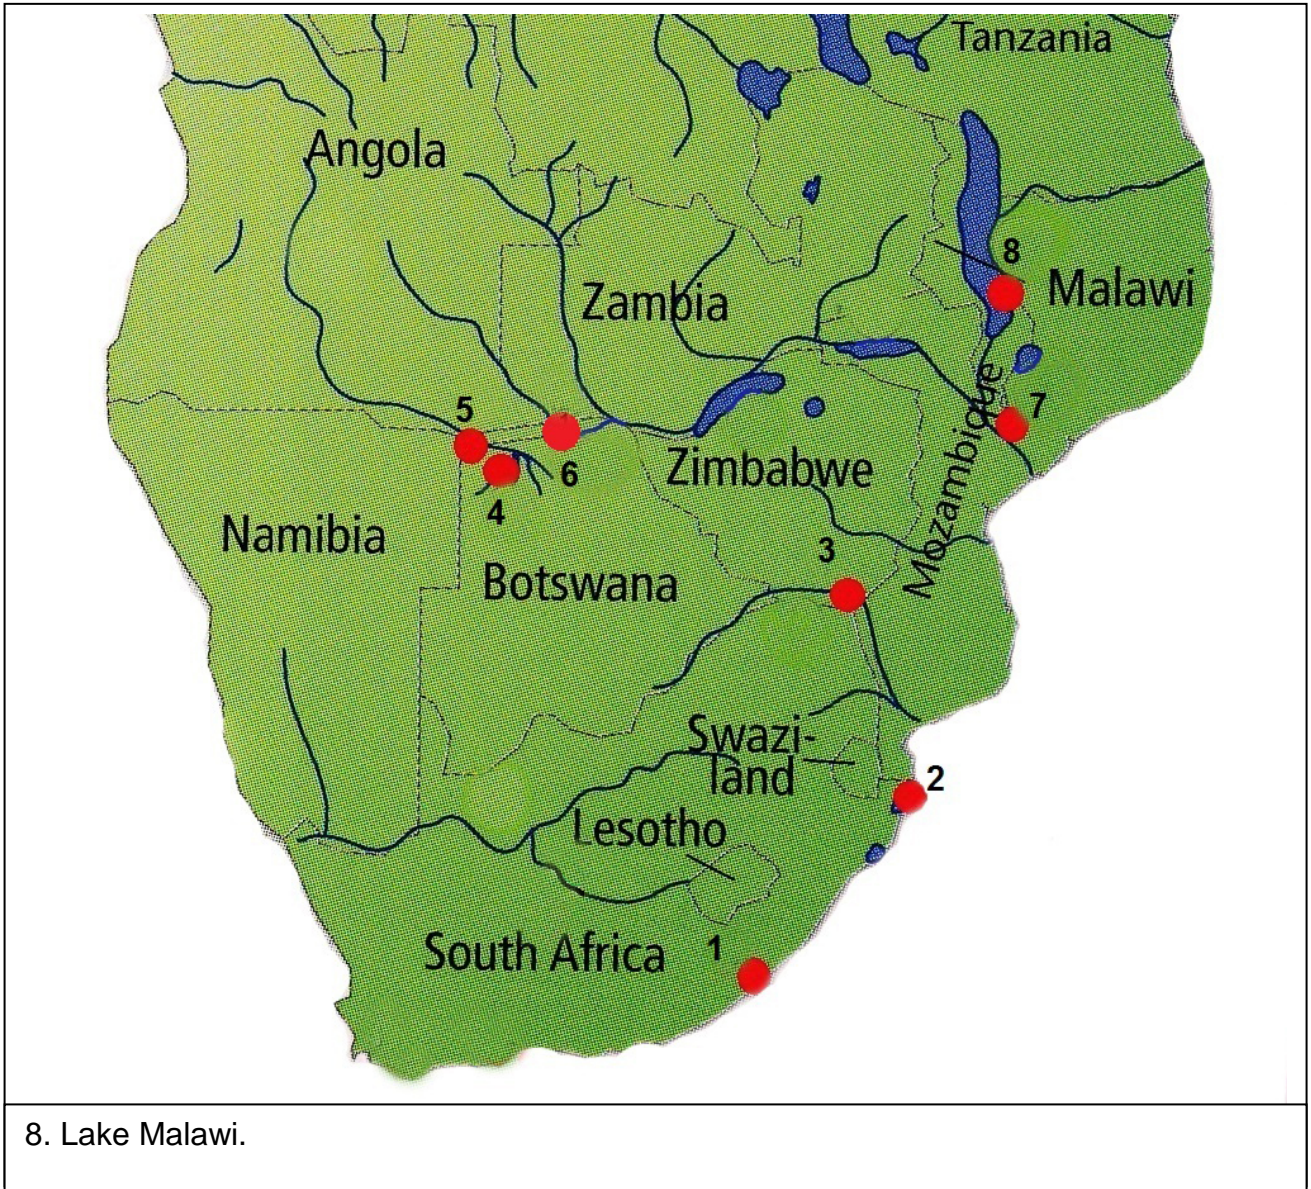 Tanzania
Angola
8
Zambia
Malawi
5
7
6
Zimbabwe
4
Namibia
3
Botswana
Mozambique
Swazi-
land
2
Lesotho
South Africa
1
8. Lake Malawi.